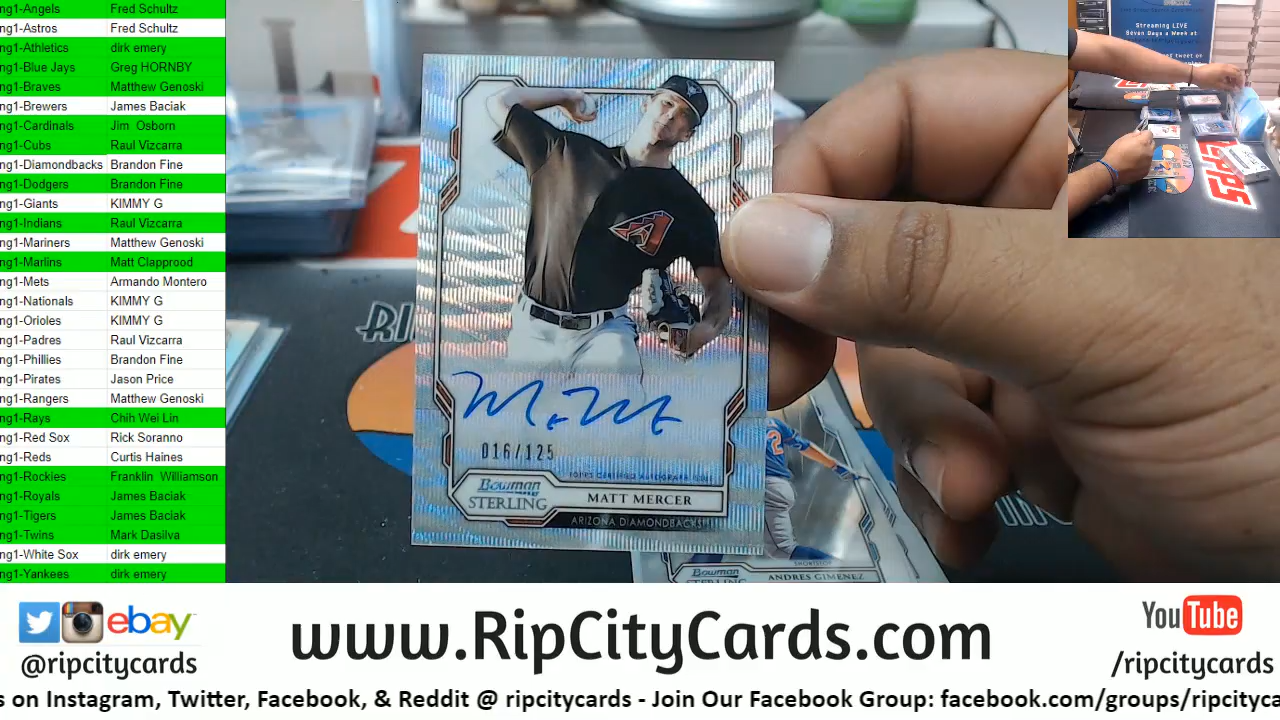 ng1-Angels Fred Schultz
ng1-Astros Fred Schultz
ng1-Athletics dirk emery
ng1-Blue Jays Greg HORNBY
ng1-Braves Matthew Genoski
ng1-Brewers James Baciak
ng1-Cardinals Jim Osborn
ng1-Cubs Raul Vizcarra
ng1-Diamondbacks Brandon Fine
ng1-Dodgers Brandon Fine
ng1-Giants KIMMY G
ng1-Indians Raul Vizcarra
ng1-Mariners Matthew Genoski
ng1-Marlins Matt Clapprood
ng1-Mets Armando Montero
ng1-Nationals KIMMY G
ng1-Orioles KIMMY G
ng1-Padres Raul Vizcarra
ng1-Phillies Brandon Fine
ng1-Pirates Jason Price
ng1-Rangers Matthew Genoski
ng1-Rays Chih Wei Lin
ng1-Red Sox Rick Soranno
ng1-Reds Curtis Haines
ng1-Rockies Franklin Williamson
ng1-Royals James Baciak
ng1-Tigers James Baciak
ng1-Twins Mark Dasilva
ng1-White Sox dirk emery
ng1-Yankees dirk emery
016/125
TOPPS CERTIFIED AUTOGRAPH ISSUE
Bowman
STERLING
MATT MERCER
ARIZONA DIAMONDBACKS
SHORTSTOP
Bowman
STERLING
ANDRES GIMENEZ
RI
Streaming LIVE
Seven Days a Week at
TOPPS
ebay
@ripcitycards
www.RipCityCards.com
YouTube
/ripcitycards
s on Instagram, Twitter, Facebook, & Reddit @ ripcitycards - Join Our Facebook Group: facebook.com/groups/ripcityca